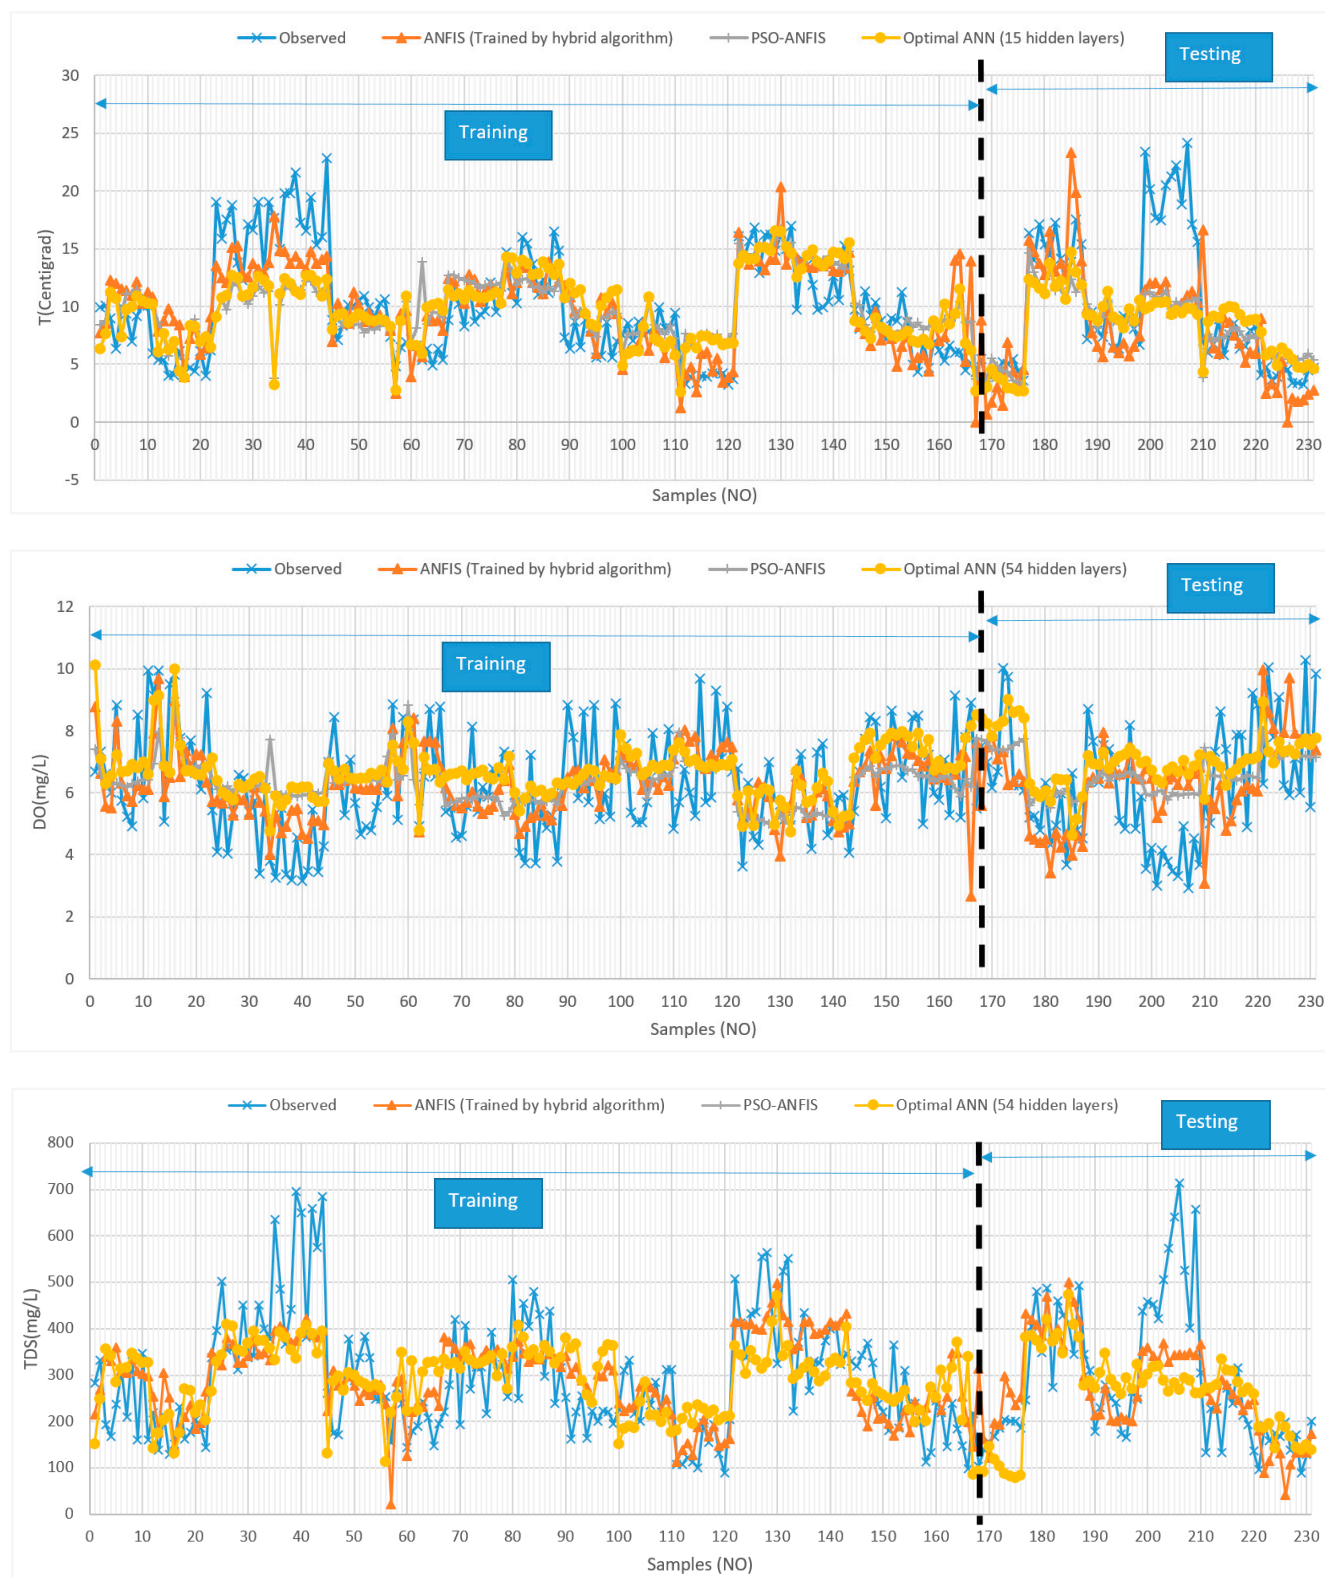 Observed ANFIS (Trained by hybrid algorithm) PSO-ANFIS Optimal ANN (15 hidden layers)
Testing
Training
30
25
20
15
10
5
0
-5
T(Centigrad)
0 10 20 30 40 50 60 70 80 90 100 110 120 130 140 150 160 170 180 190 200 210 220 230
Samples (NO)
Observed ANFIS (Trained by hybrid algorithm) PSO-ANFIS Optimal ANN (54 hidden layers)
Testing
Training
12
10
8
6
4
2
0
DO(mg/L)
0 10 20 30 40 50 60 70 80 90 100 110 120 130 140 150 160 170 180 190 200 210 220 230
Samples (NO)
Observed ANFIS (Trained by hybrid algorithm) PSO-ANFIS Optimal ANN (54 hidden layers)
Testing
Training
800
700
600
500
400
300
200
100
0
TDS(mg/L)
0 10 20 30 40 50 60 70 80 90 100 110 120 130 140 150 160 170 180 190 200 210 220 230
Samples (NO)